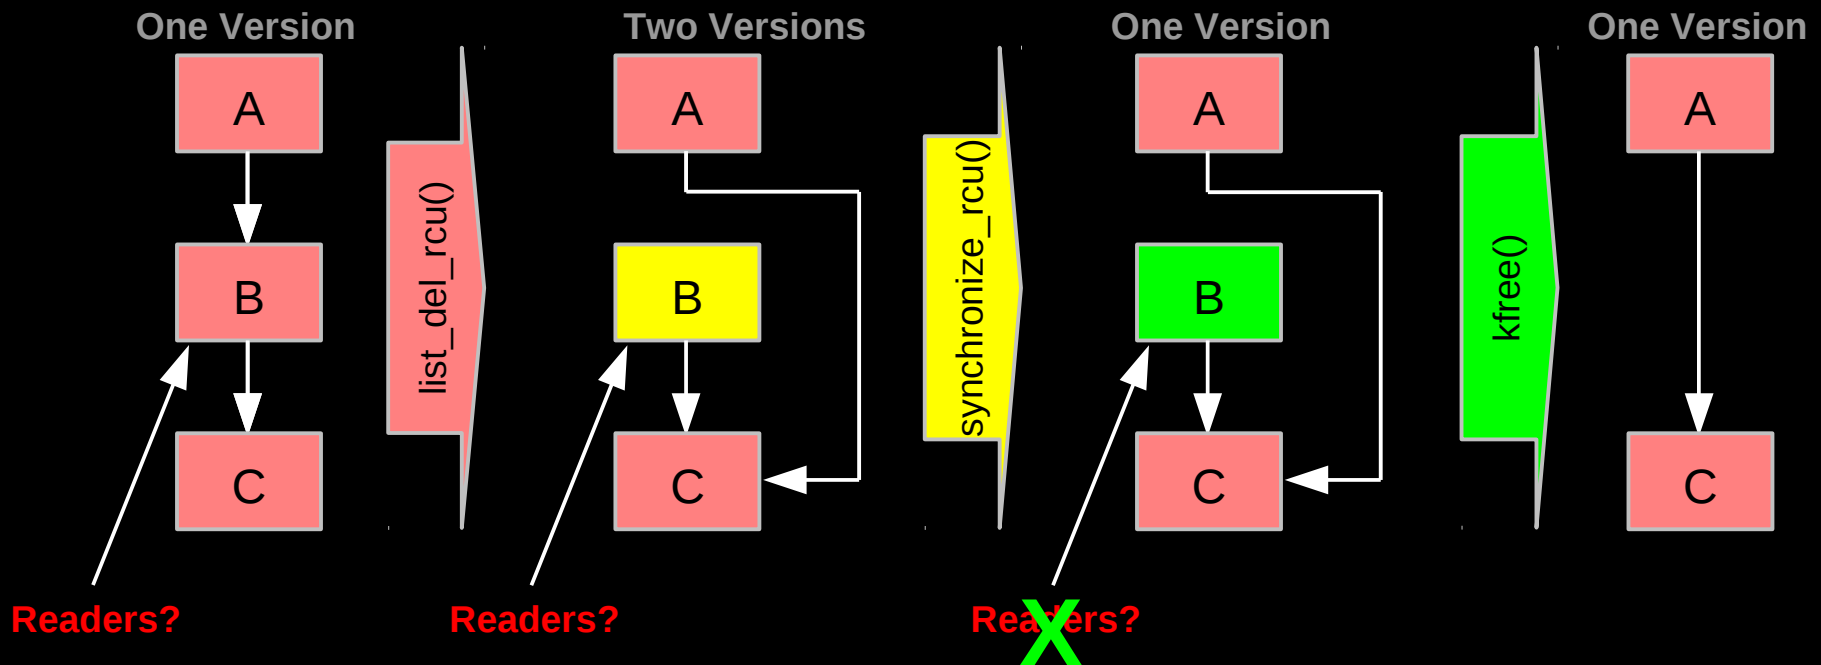 One Version
A
B
C
Readers?
list_del_rcu()
Two Versions
A
B
C
Readers?
synchronize_rcu()
One Version
A
B
C
Readers?
X
kfree()
One Version
A
C